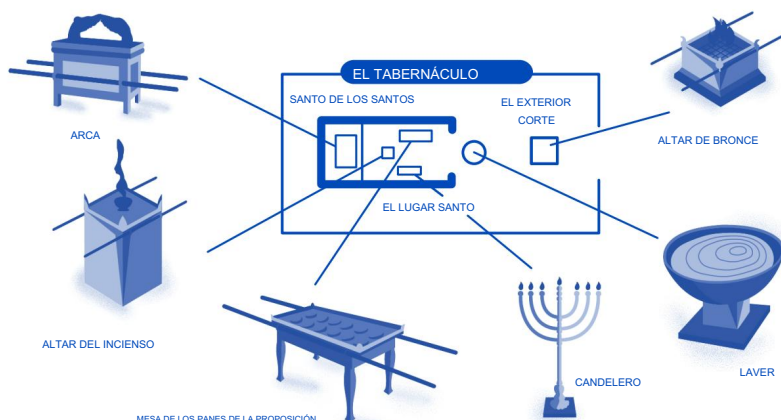 EL TABERNÁCULO
SANTO DE LOS SANTOS
EL EXTERIOR
CORTE
ARCA
ALTAR DE BRONCE
EL LUGAR SANTO
ALTAR DEL INCIENSO
LAVER
CANDELERO
MESA DE LOS PANES DE LA PROPOSICIÓN